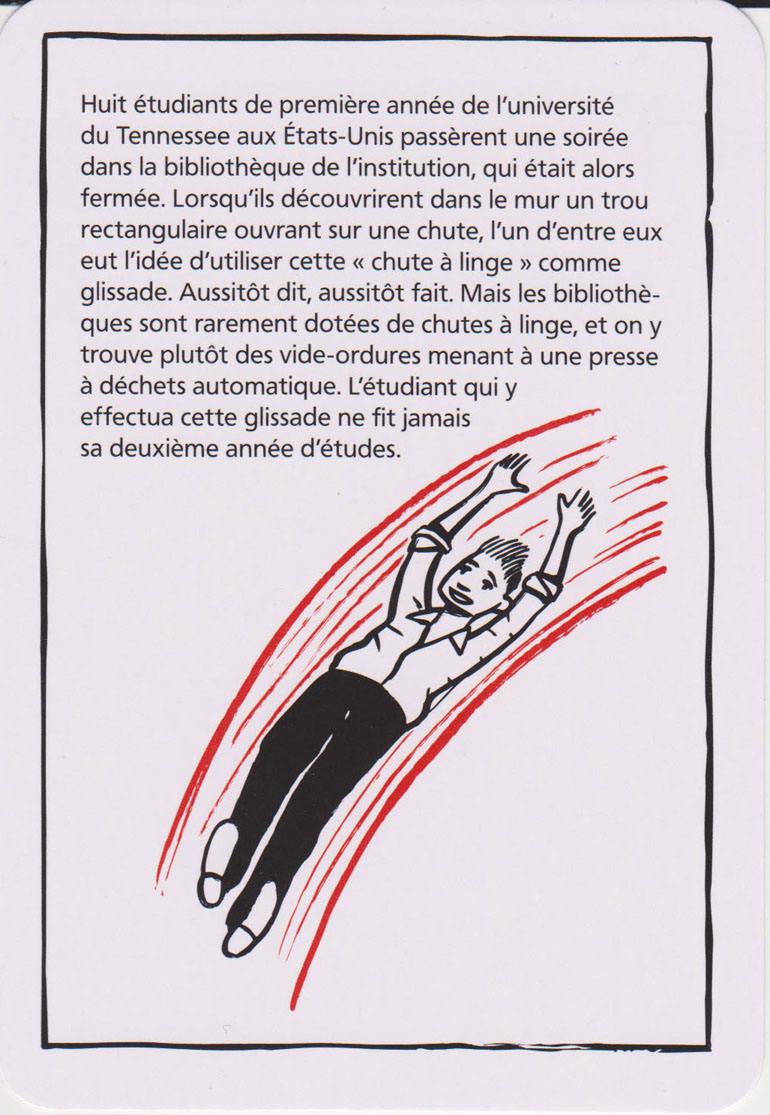 Huit étudiants de première année de l'université
du Tennessee aux États-Unis passèrent une soirée
dans la bibliothèque de l'institution, qui était alors
fermée. Lorsqu'ils découvrirent dans le mur un trou
rectangulaire ouvrant sur une chute, l'un d'entre eux
eut l'idée d'utiliser cette « chute à linge » comme
glissade. Aussitôt dit, aussitôt fait. Mais les bibliothè-
ques sont rarement dotées de chutes à linge, et on y
trouve plutôt des vide-ordures menant à une presse
à déchets automatique. L'étudiant qui y
effectua cette glissade ne fit jamais
sa deuxième année d'études.